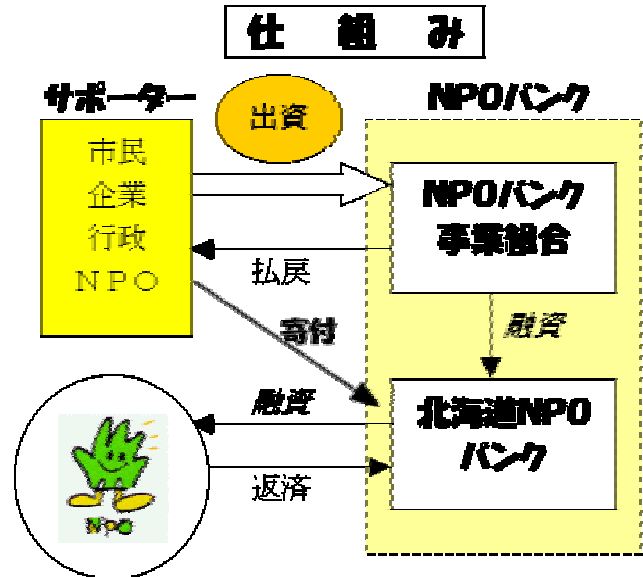 仕組み
サポーター
NPOバンク
出資
市民
企業
行政
NPO
NPOバンク
事業組合
払戻
寄付
融資
融資
北海道NPO
バンク
返済
NPO